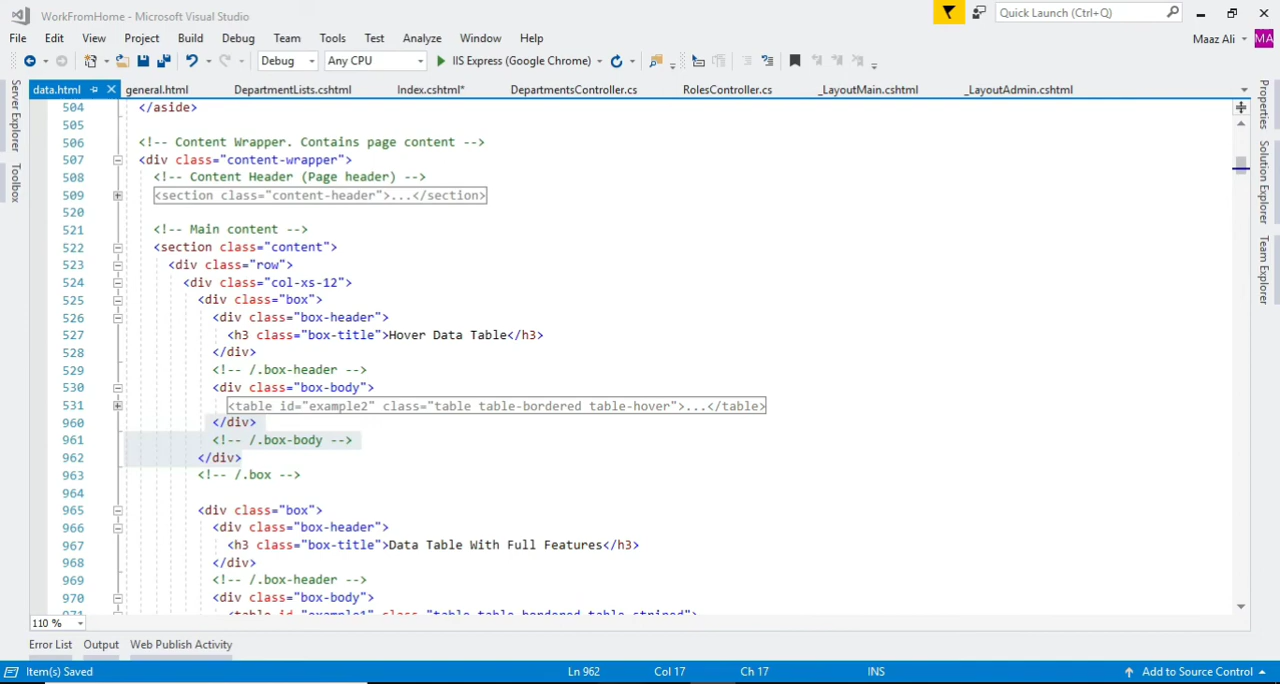 WorkFromHome - Microsoft Visual Studio
Quick Launch (Ctrl+Q)
File Edit View Project Build Debug Team Tools Test Analyze Window Help
Maaz Ali MA
Debug Any CPU IIS Express (Google Chrome)
data.html general.html DepartmentLists.cshtml Index.cshtml* DepartmentsController.cs RolesController.cs _LayoutMain.cshtml _LayoutAdmin.cshtml
Server Explorer
Toolbox
Properties
Solution Explorer
Team Explorer
504 </aside>
505
506 <!-- Content Wrapper. Contains page content -->
507 <div class="content-wrapper">
508 <!-- Content Header (Page header) -->
509 <section class="content-header">...</section>
520
521 <!-- Main content -->
522 <section class="content">
523 <div class="row">
524 <div class="col-xs-12">
525 <div class="box">
526 <div class="box-header">
527 <h3 class="box-title">Hover Data Table</h3>
528 </div>
529 <!-- /.box-header -->
530 <div class="box-body">
531 <table id="example2" class="table table-bordered table-hover">...</table>
960 </div>
961 <!-- /.box-body -->
962 </div>
963 <!-- /.box -->
964
965 <div class="box">
966 <div class="box-header">
967 <h3 class="box-title">Data Table With Full Features</h3>
968 </div>
969 <!-- /.box-header -->
970 <div class="box-body">
971 <table id="example1" class="table table-bordered table-striped">
110 %
Error List Output Web Publish Activity
Item(s) Saved Ln 962 Col 17 Ch 17 INS Add to Source Control